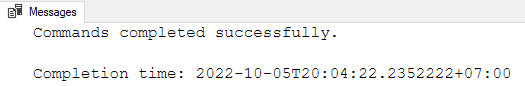 Messages
Commands completed successfully.
Completion time: 2022-10-05T20:04:22.2352222+07:00